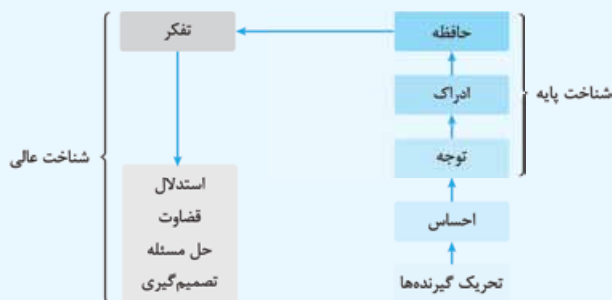 حافظه
ادراک
توجه
احساس
تحریک گیرنده‌ها
شناخت پایه
تفکر
استدلال
قضاوت
حل مسئله
تصمیم‌گیری
شناخت عالی